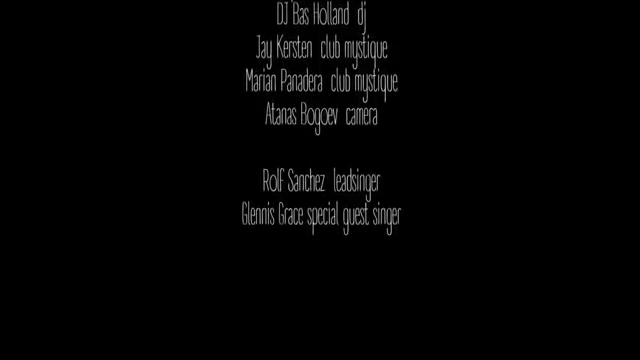 DJ Bas Holland dj
Jay Kersten club mystique
Marian Panadera club mystique
Atanas Bogoev camera
Rolf Sanchez leadsinger
Glennis Grace special guest singer